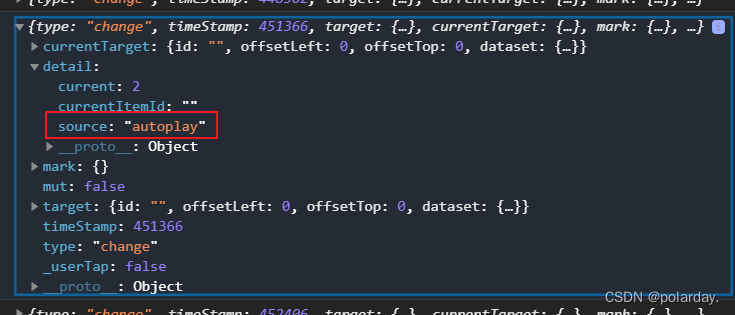 {type: "change", timeStamp: 451366, target: {…}, currentTarget: {…}, mark: {…}, …} i
currentTarget: {id: "", offsetLeft: 0, offsetTop: 0, dataset: {…}}
detail:
current: 2
currentItemId: ""
source: "autoplay"
__proto__: Object
mark: {}
mut: false
target: {id: "", offsetLeft: 0, offsetTop: 0, dataset: {…}}
timeStamp: 451366
type: "change"
_userTap: false
__proto__: Object
CSDN @polarday.